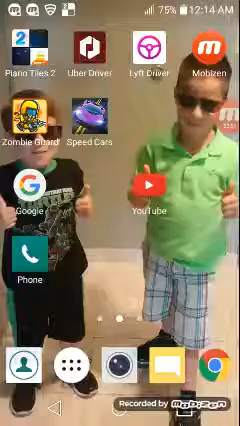 75% 12:14 AM
2
Piano Tiles 2 Uber Driver Lyft Driver Mobizen
Zombie Guard Speed Cars
Google YouTube
Phone
Recorded by MOBIZEN